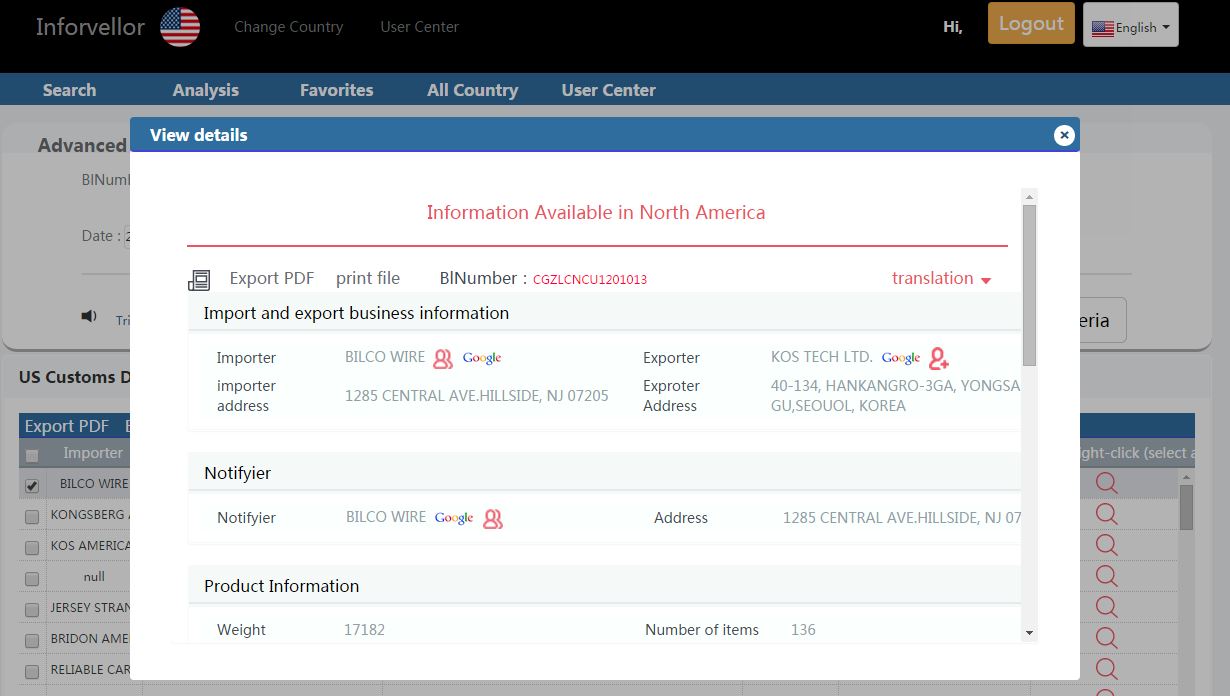 Inforvellor Change Country User Center Hi, Logout English
Search Analysis Favorites All Country User Center
View details
Advanced
Information Available in North America
Date :
Export PDF print file BlNumber : CGZLCNCU1201013 translation
Import and export business information
Importer BILCO WIRE Google Exporter KOS TECH LTD. Google
importer address 1285 CENTRAL AVE.HILLSIDE, NJ 07205 Exproter Address 40-134, HANKANGRO-3GA, YONGSA
GU,SEOUOL, KOREA
US Customs D
Export PDF
Importer ght-click (select a
BILCO WIRE
KONGSBERG
KOS AMERICA
null
JERSEY STRAN
BRIDON AME
RELIABLE CAR
Notifyier
Notifyier BILCO WIRE Google Address 1285 CENTRAL AVE.HILLSIDE, NJ 07
Product Information
Weight 17182 Number of items 136